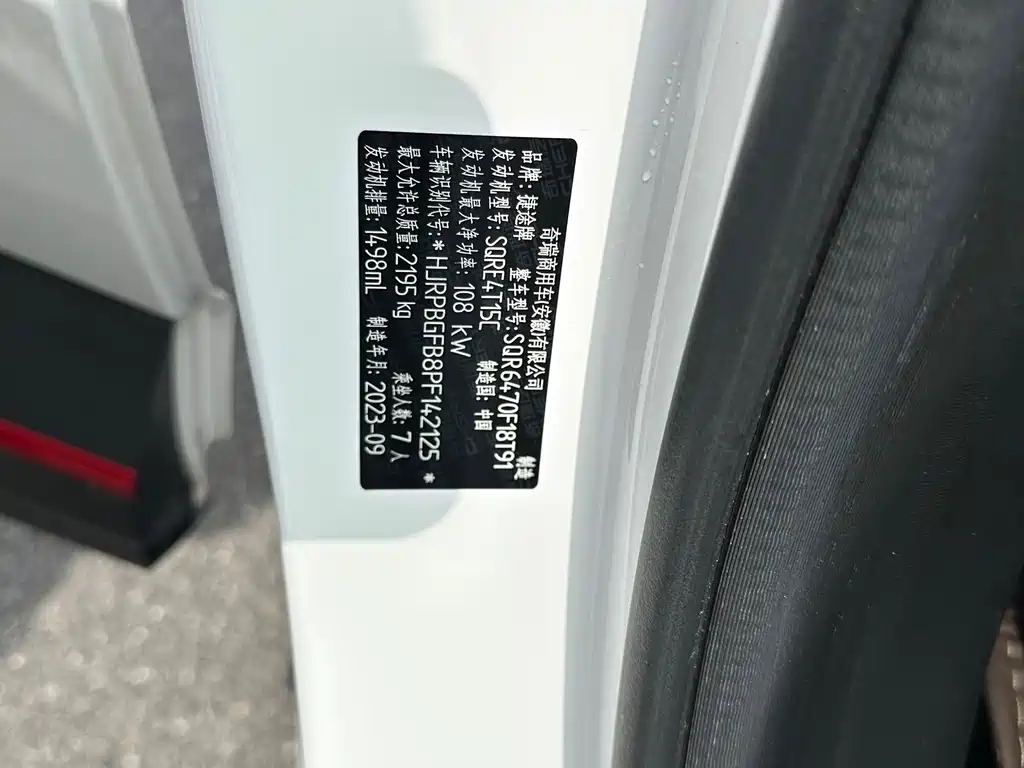 奇瑞商用车(安徽)有限公司 制造
品牌: 捷途牌 整车型号: SQR6470F18T91
发动机型号: SQRE4T15C 制造国: 中国
发动机最大净功率: 108 kW
车辆识别代号: *HJRPBGFB8PF142125*
最大允许总质量: 2195 kg 乘坐人数: 7 人
发动机排量: 1498mL 制造年月: 2023-09